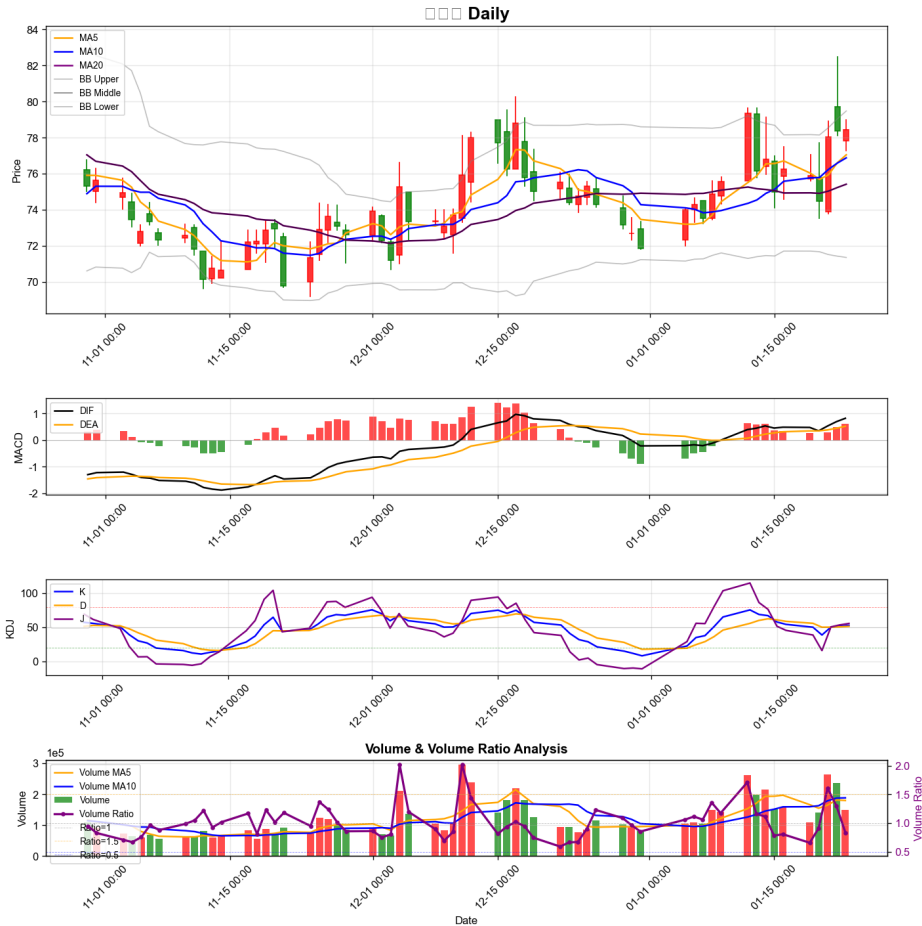 Daily
84
82
80
78
76
74
72
70
Price
MA5
MA10
MA20
BB Upper
BB Middle
BB Lower
11-01 00:00
11-15 00:00
12-01 00:00
12-15 00:00
01-01 00:00
01-15 00:00
1
0
-1
-2
MACD
DIF
DEA
11-01 00:00
11-15 00:00
12-01 00:00
12-15 00:00
01-01 00:00
01-15 00:00
100
50
0
KDJ
K
D
J
11-01 00:00
11-15 00:00
12-01 00:00
12-15 00:00
01-01 00:00
01-15 00:00
Volume & Volume Ratio Analysis
1e5
3
2
1
0
Volume
Volume MA5
Volume MA10
Volume
Volume Ratio
Ratio=1
Ratio=1.5
Ratio=0.5
2.0
1.5
1.0
0.5
Volume Ratio
11-01 00:00
11-15 00:00
12-01 00:00
12-15 00:00
01-01 00:00
01-15 00:00
Date